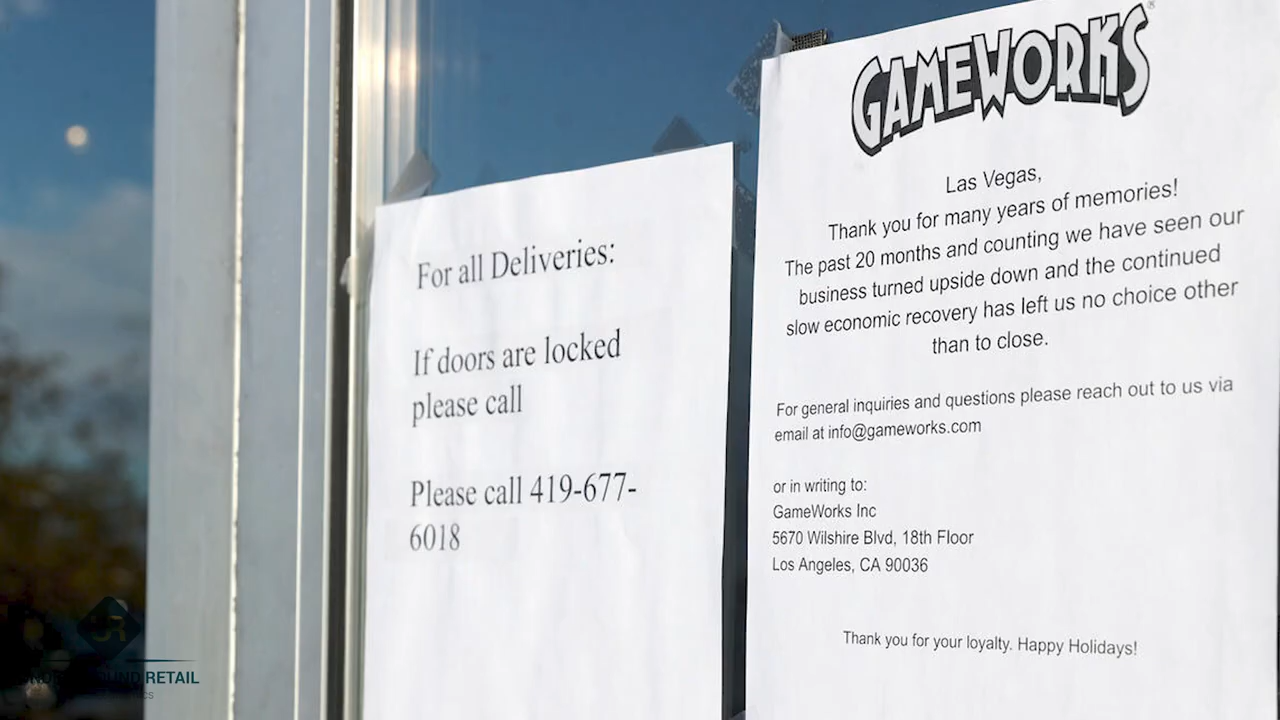 For all Deliveries:
If doors are locked
please call
Please call 419-677-
6018
GAMEWORKS®
Las Vegas,
Thank you for many years of memories!
The past 20 months and counting we have seen our
business turned upside down and the continued
slow economic recovery has left us no choice other
than to close.
For general inquiries and questions please reach out to us via
email at info@gameworks.com
or in writing to:
GameWorks Inc
5670 Wilshire Blvd, 18th Floor
Los Angeles, CA 90036
Thank you for your loyalty. Happy Holidays!
RETAIL